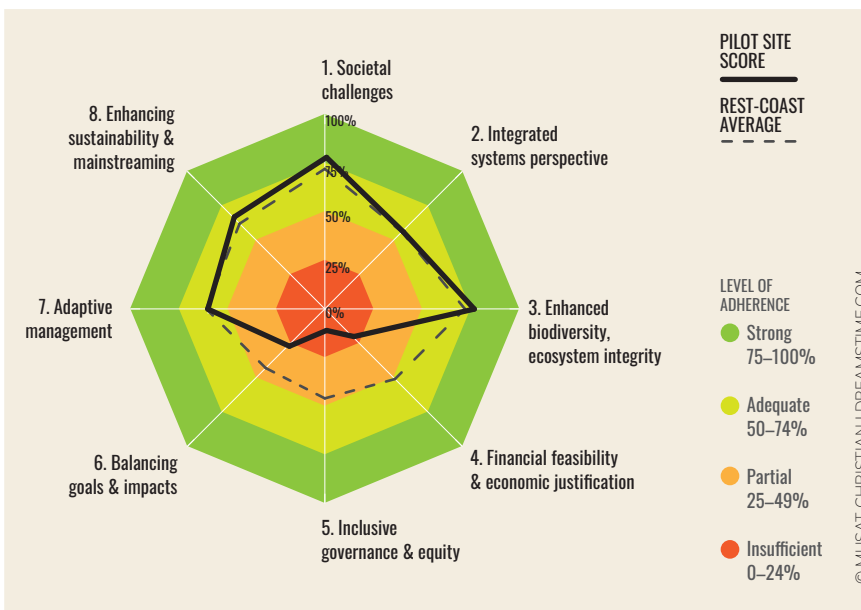 PILOT SITE
SCORE
REST-COAST
AVERAGE
1. Societal
challenges
2. Integrated
systems perspective
3. Enhanced
biodiversity,
ecosystem integrity
4. Financial feasibility
& economic justification
5. Inclusive
governance & equity
6. Balancing
goals & impacts
7. Adaptive
management
8. Enhancing
sustainability &
mainstreaming
100%
75%
50%
25%
0%
LEVEL OF
ADHERENCE
Strong
75–100%
Adequate
50–74%
Partial
25–49%
Insufficient
0–24%
© MUSAT CHRISTIAN | DREAMSTIME.COM